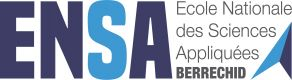 ENSA
Ecole Nationale
des Sciences
Appliquées
BERRECHID